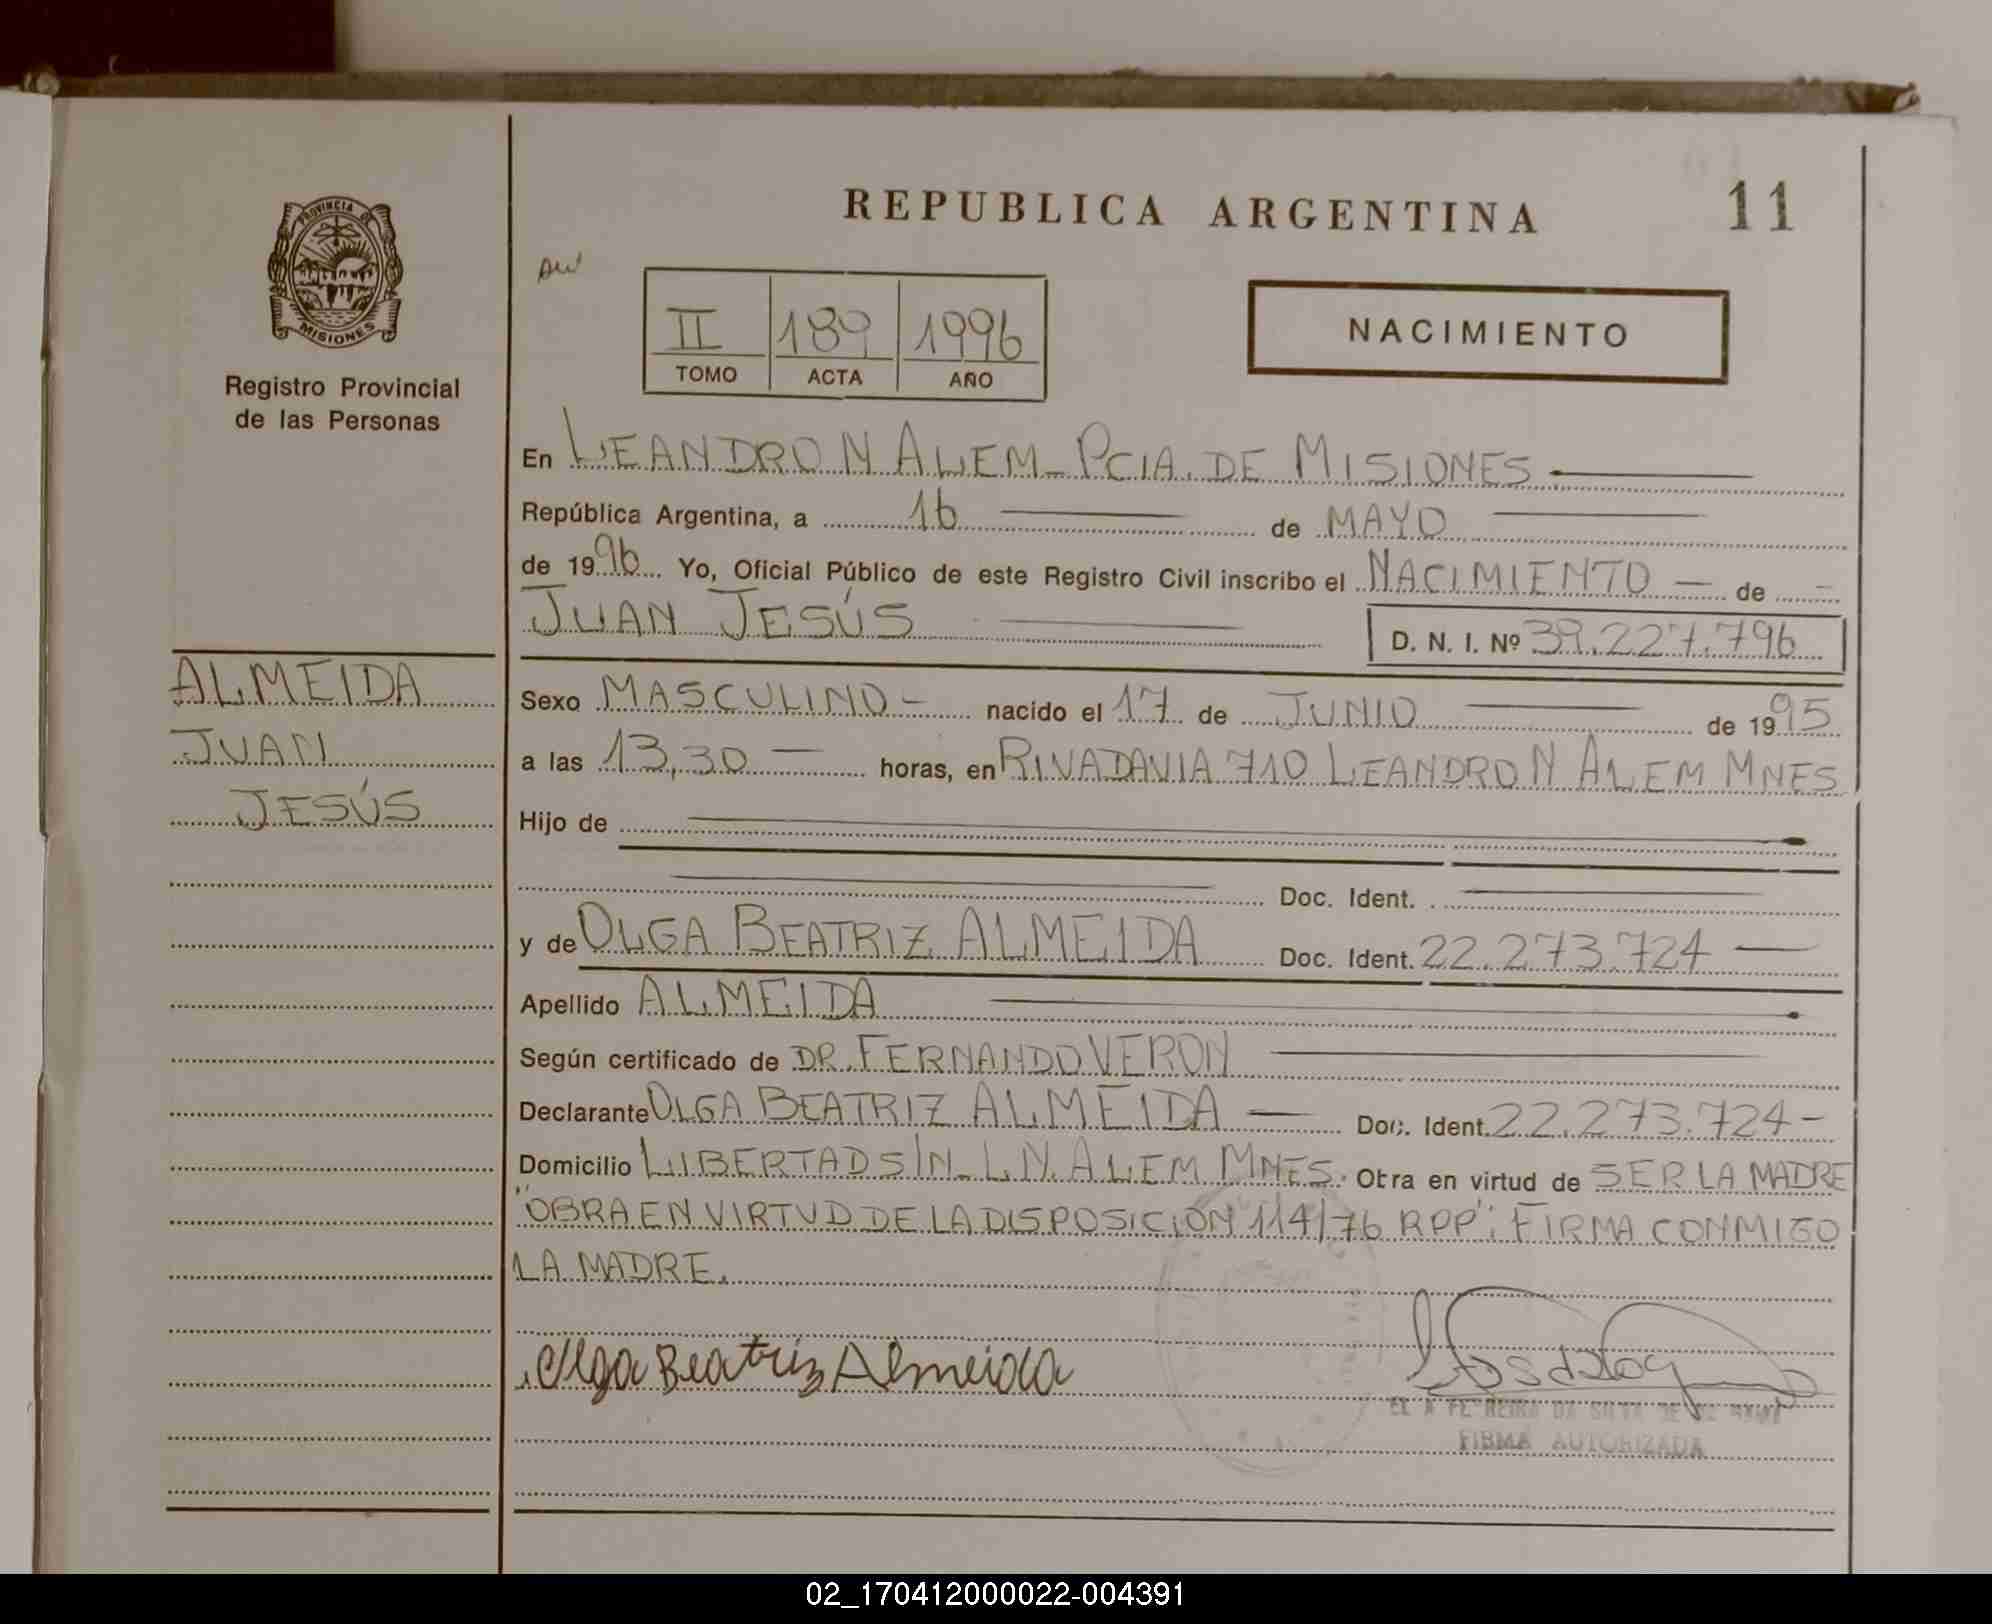 REPUBLICA ARGENTINA
11
PROVINCIA DE
MISIONES
Registro Provincial
de las Personas
II 189 1996
TOMO ACTA AÑO
NACIMIENTO
En LEANDRO N ALEM - PCIA. DE MISIONES
República Argentina, a 16 de MAYO
de 1996 Yo, Oficial Público de este Registro Civil inscribo el NACIMIENTO - de -
JUAN JESÚS
D. N. I. Nº 39.227.796
ALMEIDA
JUAN
JESÚS
Sexo MASCULINO - nacido el 17 de JUNIO de 1995
a las 13,30 - horas, en RIVADAVIA 710 LEANDRO N ALEM MNES
Hijo de
Doc. Ident.
y de OLGA BEATRIZ ALMEIDA Doc. Ident. 22.273.724 -
Apellido ALMEIDA
Según certificado de DR. FERNANDO VERON
Declarante OLGA BEATRIZ ALMEIDA - Doc. Ident. 22.273.724 -
Domicilio LIBERTAD S/N - L.N. ALEM MNES. Otra en virtud de SER LA MADRE
"OBRA EN VIRTUD DE LA DISPOSICION 114/76 RPP"; FIRMA CONMIGO
LA MADRE.
Olga Beatriz Almeida
DA SILVA DE
FIRMA AUTORIZADA
02_170412000022-004391